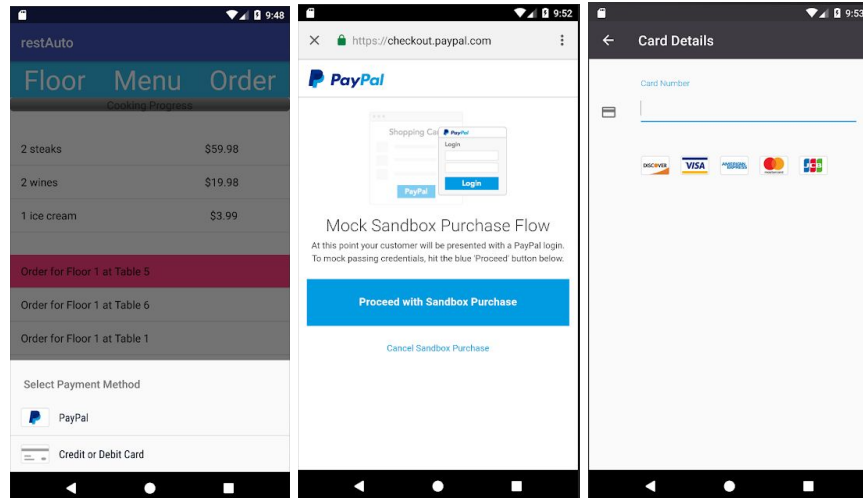 9:48
restAuto
Floor Menu Order
Cooking Progress
2 steaks $59.98
2 wines $19.98
1 ice cream $3.99
Order for Floor 1 at Table 5
Order for Floor 1 at Table 6
Order for Floor 1 at Table 1
Select Payment Method
PayPal
Credit or Debit Card
9:52
https://checkout.paypal.com
PayPal
Shopping Ca
PayPal
Login
Login
PayPal
Mock Sandbox Purchase Flow
At this point your customer will be presented with a PayPal login.
To mock passing credentials, hit the blue 'Proceed' button below.
Proceed with Sandbox Purchase
Cancel Sandbox Purchase
9:53
Card Details
Card Number
DISCOVER VISA AMERICAN EXPRESS MasterCard JCB